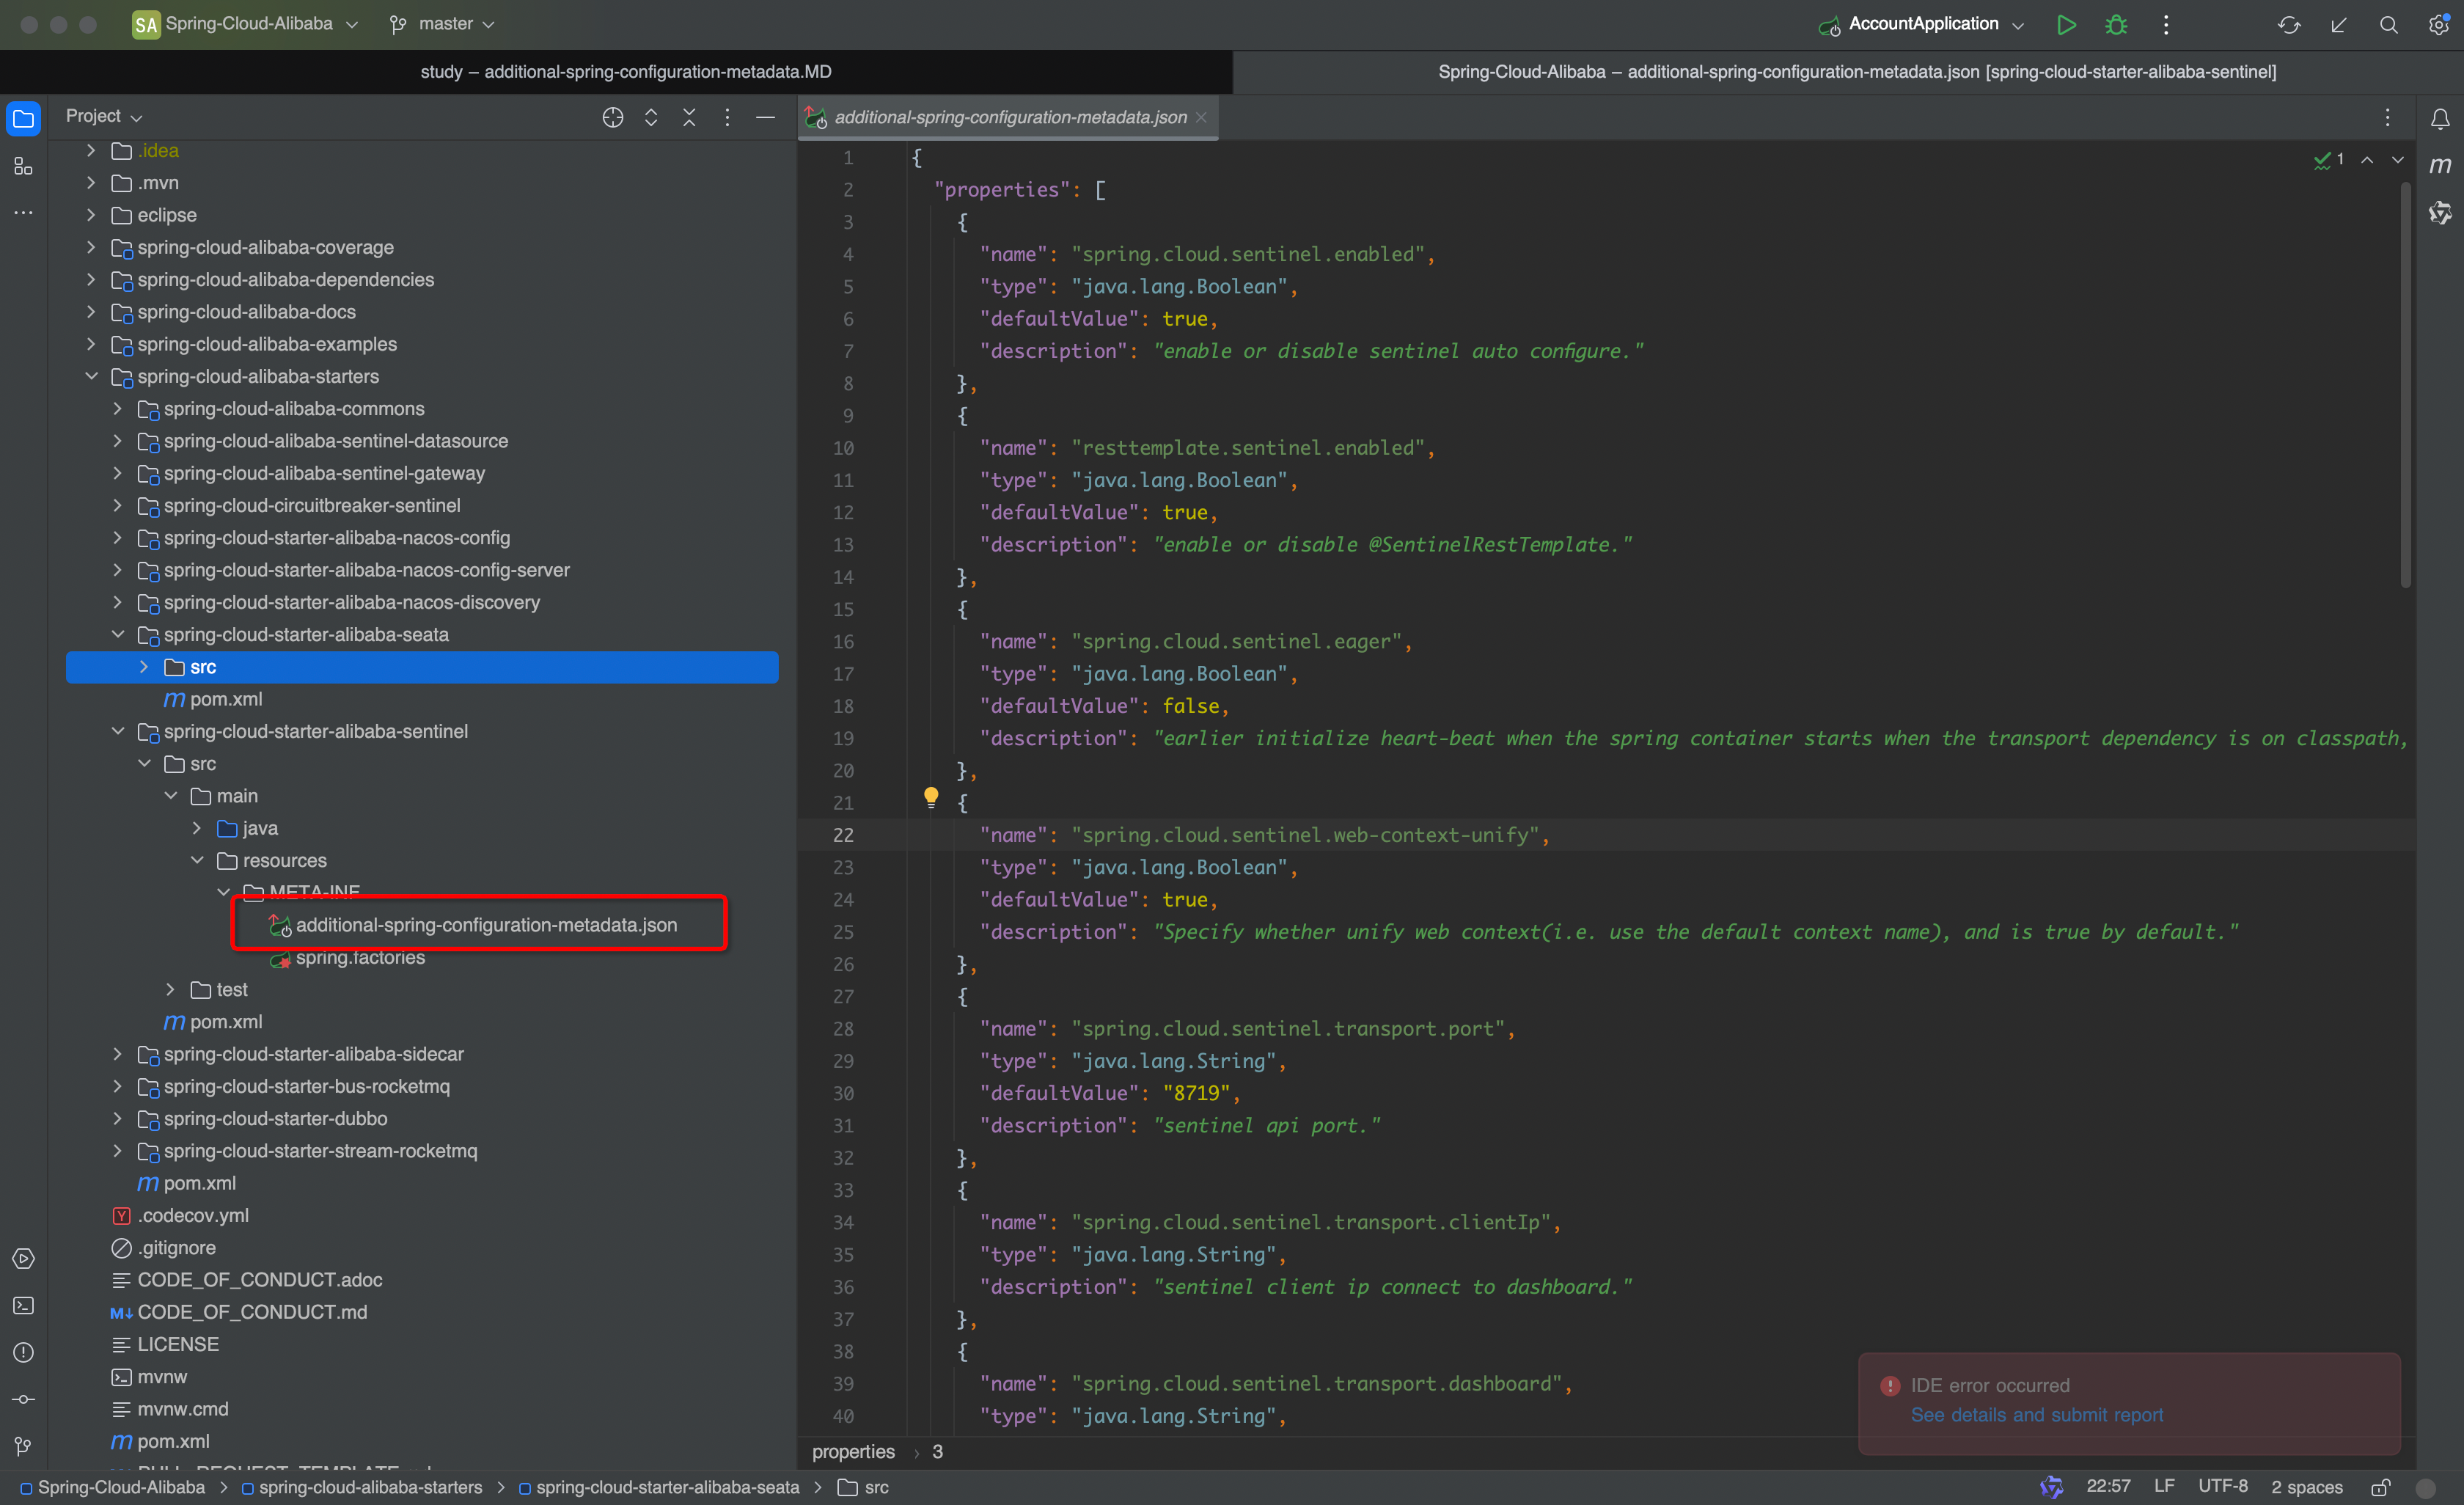 SA Spring-Cloud-Alibaba master AccountApplication
study – additional-spring-configuration-metadata.MD
Spring-Cloud-Alibaba – additional-spring-configuration-metadata.json [spring-cloud-starter-alibaba-sentinel]
Project
.idea
.mvn
eclipse
spring-cloud-alibaba-coverage
spring-cloud-alibaba-dependencies
spring-cloud-alibaba-docs
spring-cloud-alibaba-examples
spring-cloud-alibaba-starters
spring-cloud-alibaba-commons
spring-cloud-alibaba-sentinel-datasource
spring-cloud-alibaba-sentinel-gateway
spring-cloud-circuitbreaker-sentinel
spring-cloud-starter-alibaba-nacos-config
spring-cloud-starter-alibaba-nacos-config-server
spring-cloud-starter-alibaba-nacos-discovery
spring-cloud-starter-alibaba-seata
src
m pom.xml
spring-cloud-starter-alibaba-sentinel
src
main
java
resources
META-INF
additional-spring-configuration-metadata.json
spring.factories
test
m pom.xml
spring-cloud-starter-alibaba-sidecar
spring-cloud-starter-bus-rocketmq
spring-cloud-starter-dubbo
spring-cloud-starter-stream-rocketmq
m pom.xml
Y .codecov.yml
.gitignore
CODE_OF_CONDUCT.adoc
M↓ CODE_OF_CONDUCT.md
LICENSE
mvnw
mvnw.cmd
m pom.xml
additional-spring-configuration-metadata.json
1
m
1 {
2 "properties": [
3 {
4 "name": "spring.cloud.sentinel.enabled",
5 "type": "java.lang.Boolean",
6 "defaultValue": true,
7 "description": "enable or disable sentinel auto configure."
8 },
9 {
10 "name": "resttemplate.sentinel.enabled",
11 "type": "java.lang.Boolean",
12 "defaultValue": true,
13 "description": "enable or disable @SentinelRestTemplate."
14 },
15 {
16 "name": "spring.cloud.sentinel.eager",
17 "type": "java.lang.Boolean",
18 "defaultValue": false,
19 "description": "earlier initialize heart-beat when the spring container starts when the transport dependency is on classpath,
20 },
21 {
22 "name": "spring.cloud.sentinel.web-context-unify",
23 "type": "java.lang.Boolean",
24 "defaultValue": true,
25 "description": "Specify whether unify web context(i.e. use the default context name), and is true by default."
26 },
27 {
28 "name": "spring.cloud.sentinel.transport.port",
29 "type": "java.lang.String",
30 "defaultValue": "8719",
31 "description": "sentinel api port."
32 },
33 {
34 "name": "spring.cloud.sentinel.transport.clientIp",
35 "type": "java.lang.String",
36 "description": "sentinel client ip connect to dashboard."
37 },
38 {
39 "name": "spring.cloud.sentinel.transport.dashboard",
40 "type": "java.lang.String",
IDE error occurred
See details and submit report
properties › 3
Spring-Cloud-Alibaba > spring-cloud-alibaba-starters > spring-cloud-starter-alibaba-seata > src
22:57 LF UTF-8 2 spaces